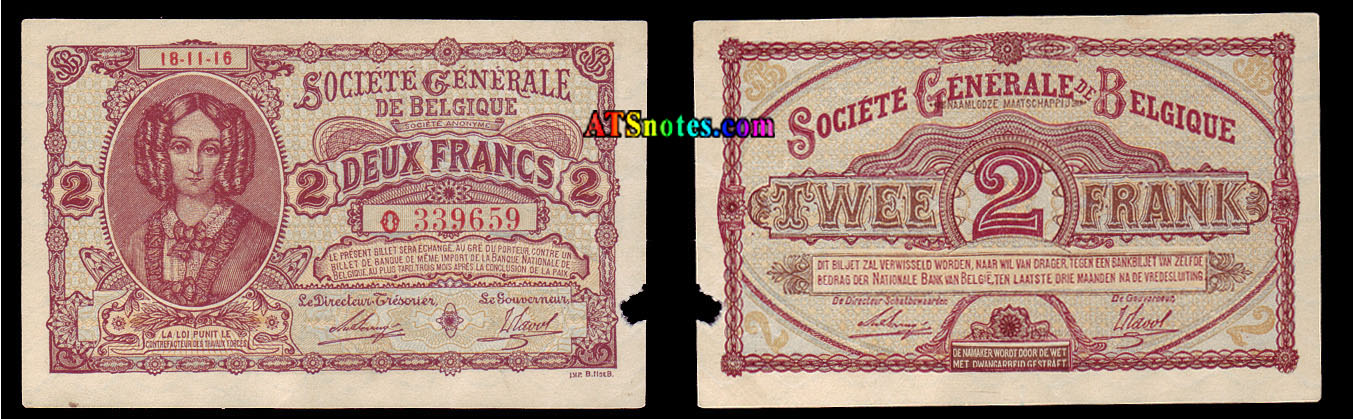 18-11-16
SOCIÉTÉ GÉNÉRALE
DE BELGIQUE
SOCIÉTÉ ANONYME
DEUX FRANCS
2
2
O 339659
LE PRÉSENT BILLET SERA ÉCHANGÉ, AU GRÉ DU PORTEUR CONTRE UN
BILLET DE BANQUE DE MÊME IMPORT DE LA BANQUE NATIONALE DE
BELGIQUE, AU PLUS TARD, TROIS MOIS APRÈS LA CONCLUSION DE LA PAIX
Le Directeur-Trésorier,
Le Gouverneur,
LA LOI PUNIT LE
CONTREFACTEUR DES TRAVAUX FORCÉS
IMP. B.N DE B.
ATSnotes.com
SOCIÉTÉ GÉNÉRALE DE BELGIQUE
NAAMLOOZE MAATSCHAPPIJ
TWEE 2 FRANK
DIT BILJET ZAL VERWISSELD WORDEN, NAAR WIL VAN DRAGER, TEGEN EEN BANKBILJET VAN ZELFDE
BEDRAG DER NATIONALE BANK VAN BELGIË, TEN LAATSTE DRIE MAANDEN NA DE VREDESLUITING
De Directeur Schatbewaarder
De Gouverneur
2
2
DE NAMAKER WORDT DOOR DE WET
MET DWANGARBEID GESTRAFT.